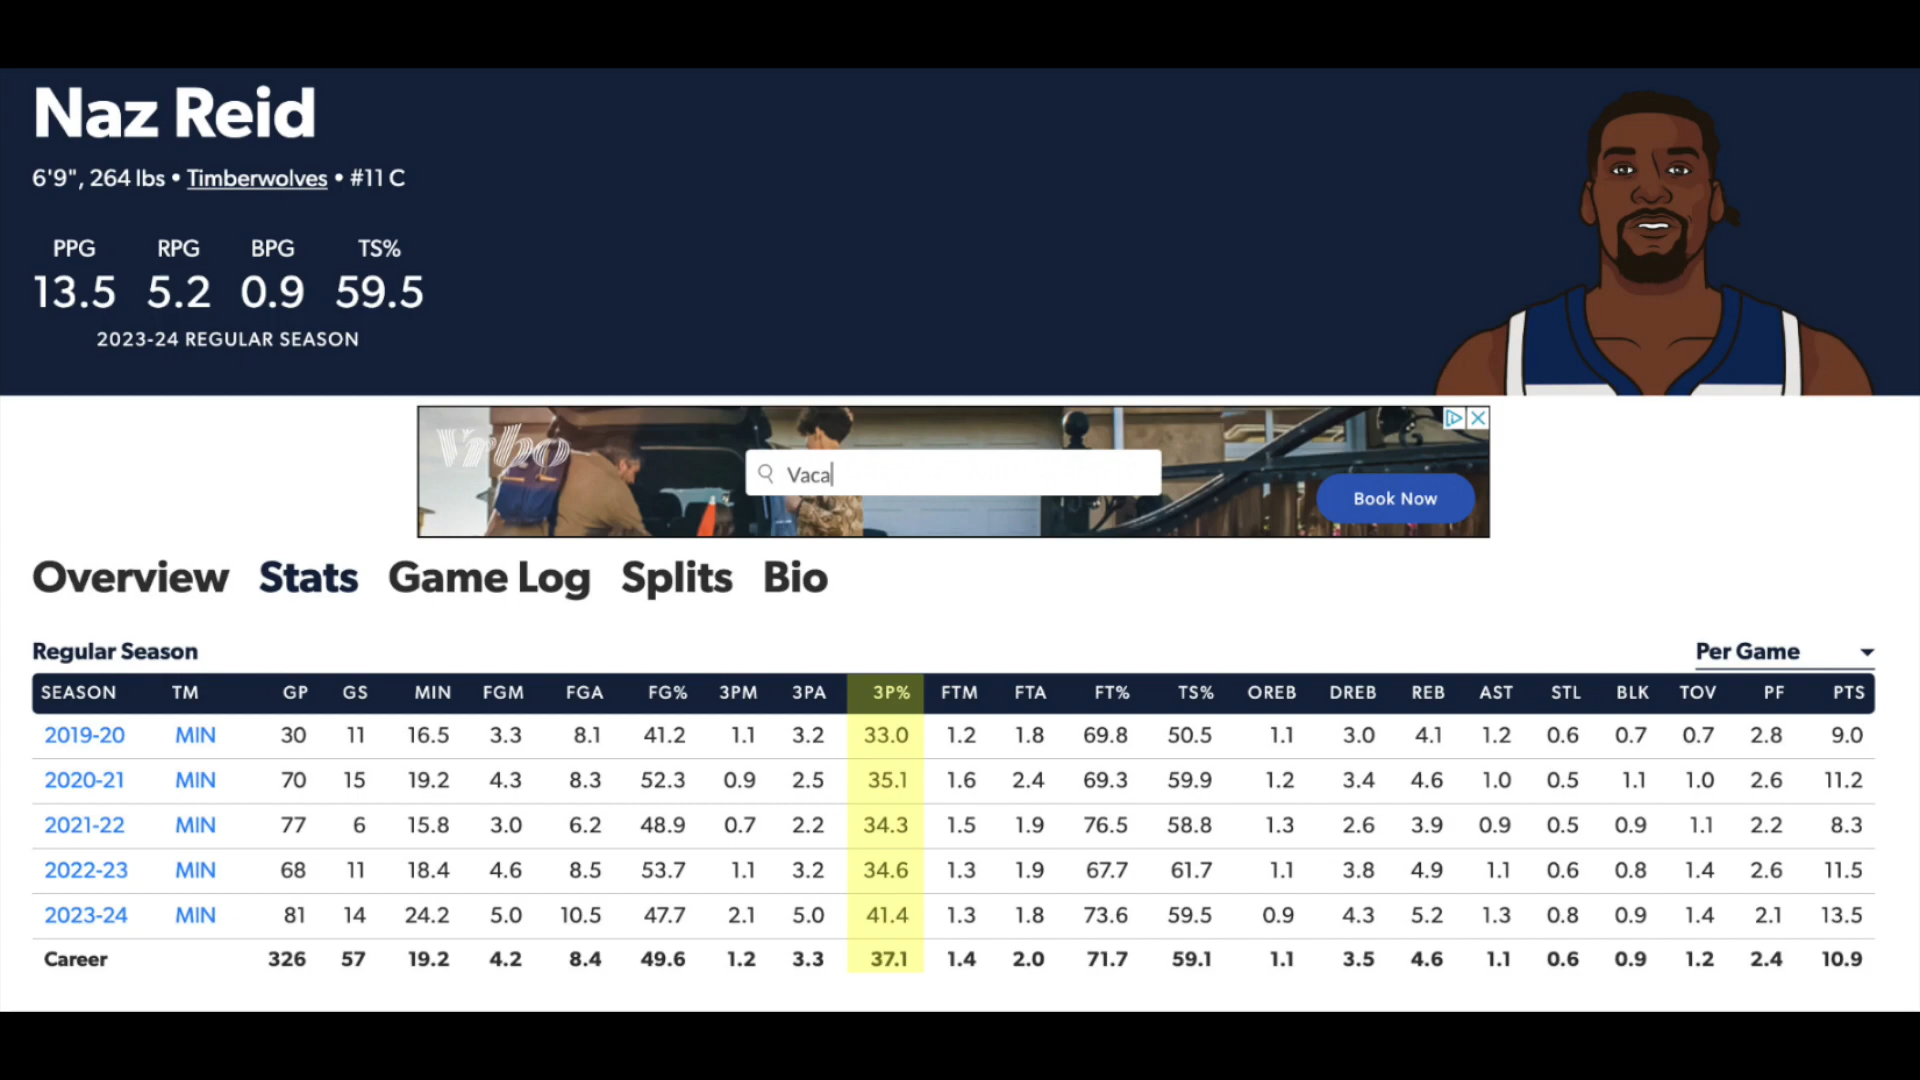 Naz Reid
6'9", 264 lbs • Timberwolves • #11 C
PPG RPG BPG TS%
13.5 5.2 0.9 59.5
2023-24 REGULAR SEASON
Vrbo
Vaca
Book Now
Overview Stats Game Log Splits Bio
Regular Season Per Game
SEASON TM GP GS MIN FGM FGA FG% 3PM 3PA 3P% FTM FTA FT% TS% OREB DREB REB AST STL BLK TOV PF PTS
2019-20 MIN 30 11 16.5 3.3 8.1 41.2 1.1 3.2 33.0 1.2 1.8 69.8 50.5 1.1 3.0 4.1 1.2 0.6 0.7 0.7 2.8 9.0
2020-21 MIN 70 15 19.2 4.3 8.3 52.3 0.9 2.5 35.1 1.6 2.4 69.3 59.9 1.2 3.4 4.6 1.0 0.5 1.1 1.0 2.6 11.2
2021-22 MIN 77 6 15.8 3.0 6.2 48.9 0.7 2.2 34.3 1.5 1.9 76.5 58.8 1.3 2.6 3.9 0.9 0.5 0.9 1.1 2.2 8.3
2022-23 MIN 68 11 18.4 4.6 8.5 53.7 1.1 3.2 34.6 1.3 1.9 67.7 61.7 1.1 3.8 4.9 1.1 0.6 0.8 1.4 2.6 11.5
2023-24 MIN 81 14 24.2 5.0 10.5 47.7 2.1 5.0 41.4 1.3 1.8 73.6 59.5 0.9 4.3 5.2 1.3 0.8 0.9 1.4 2.1 13.5
Career 326 57 19.2 4.2 8.4 49.6 1.2 3.3 37.1 1.4 2.0 71.7 59.1 1.1 3.5 4.6 1.1 0.6 0.9 1.2 2.4 10.9